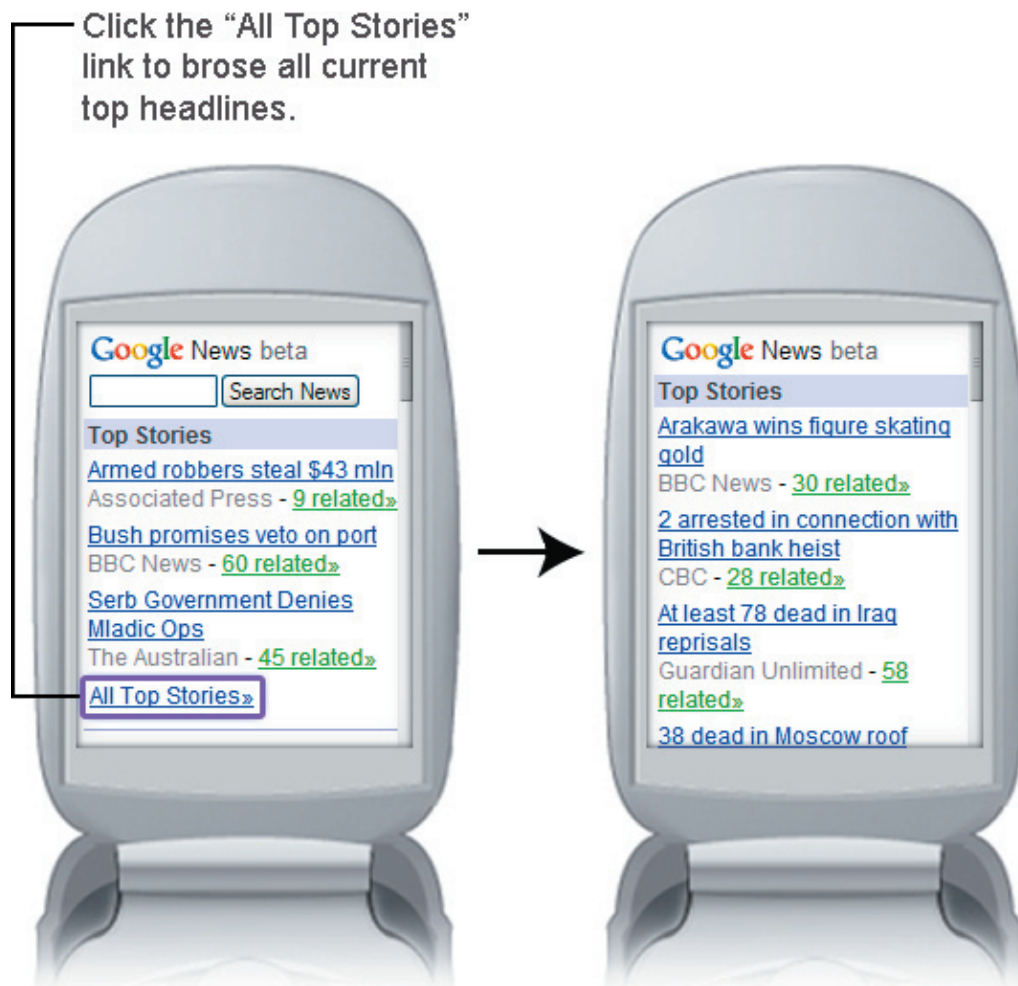 Click the “All Top Stories”
link to brose all current
top headlines.
Google News beta
Search News
Top Stories
Armed robbers steal $43 mln
Associated Press - 9 related»
Bush promises veto on port
BBC News - 60 related»
Serb Government Denies
Mladic Ops
The Australian - 45 related»
All Top Stories»
Google News beta
Top Stories
Arakawa wins figure skating
gold
BBC News - 30 related»
2 arrested in connection with
British bank heist
CBC - 28 related»
At least 78 dead in Iraq
reprisals
Guardian Unlimited - 58
related»
38 dead in Moscow roof